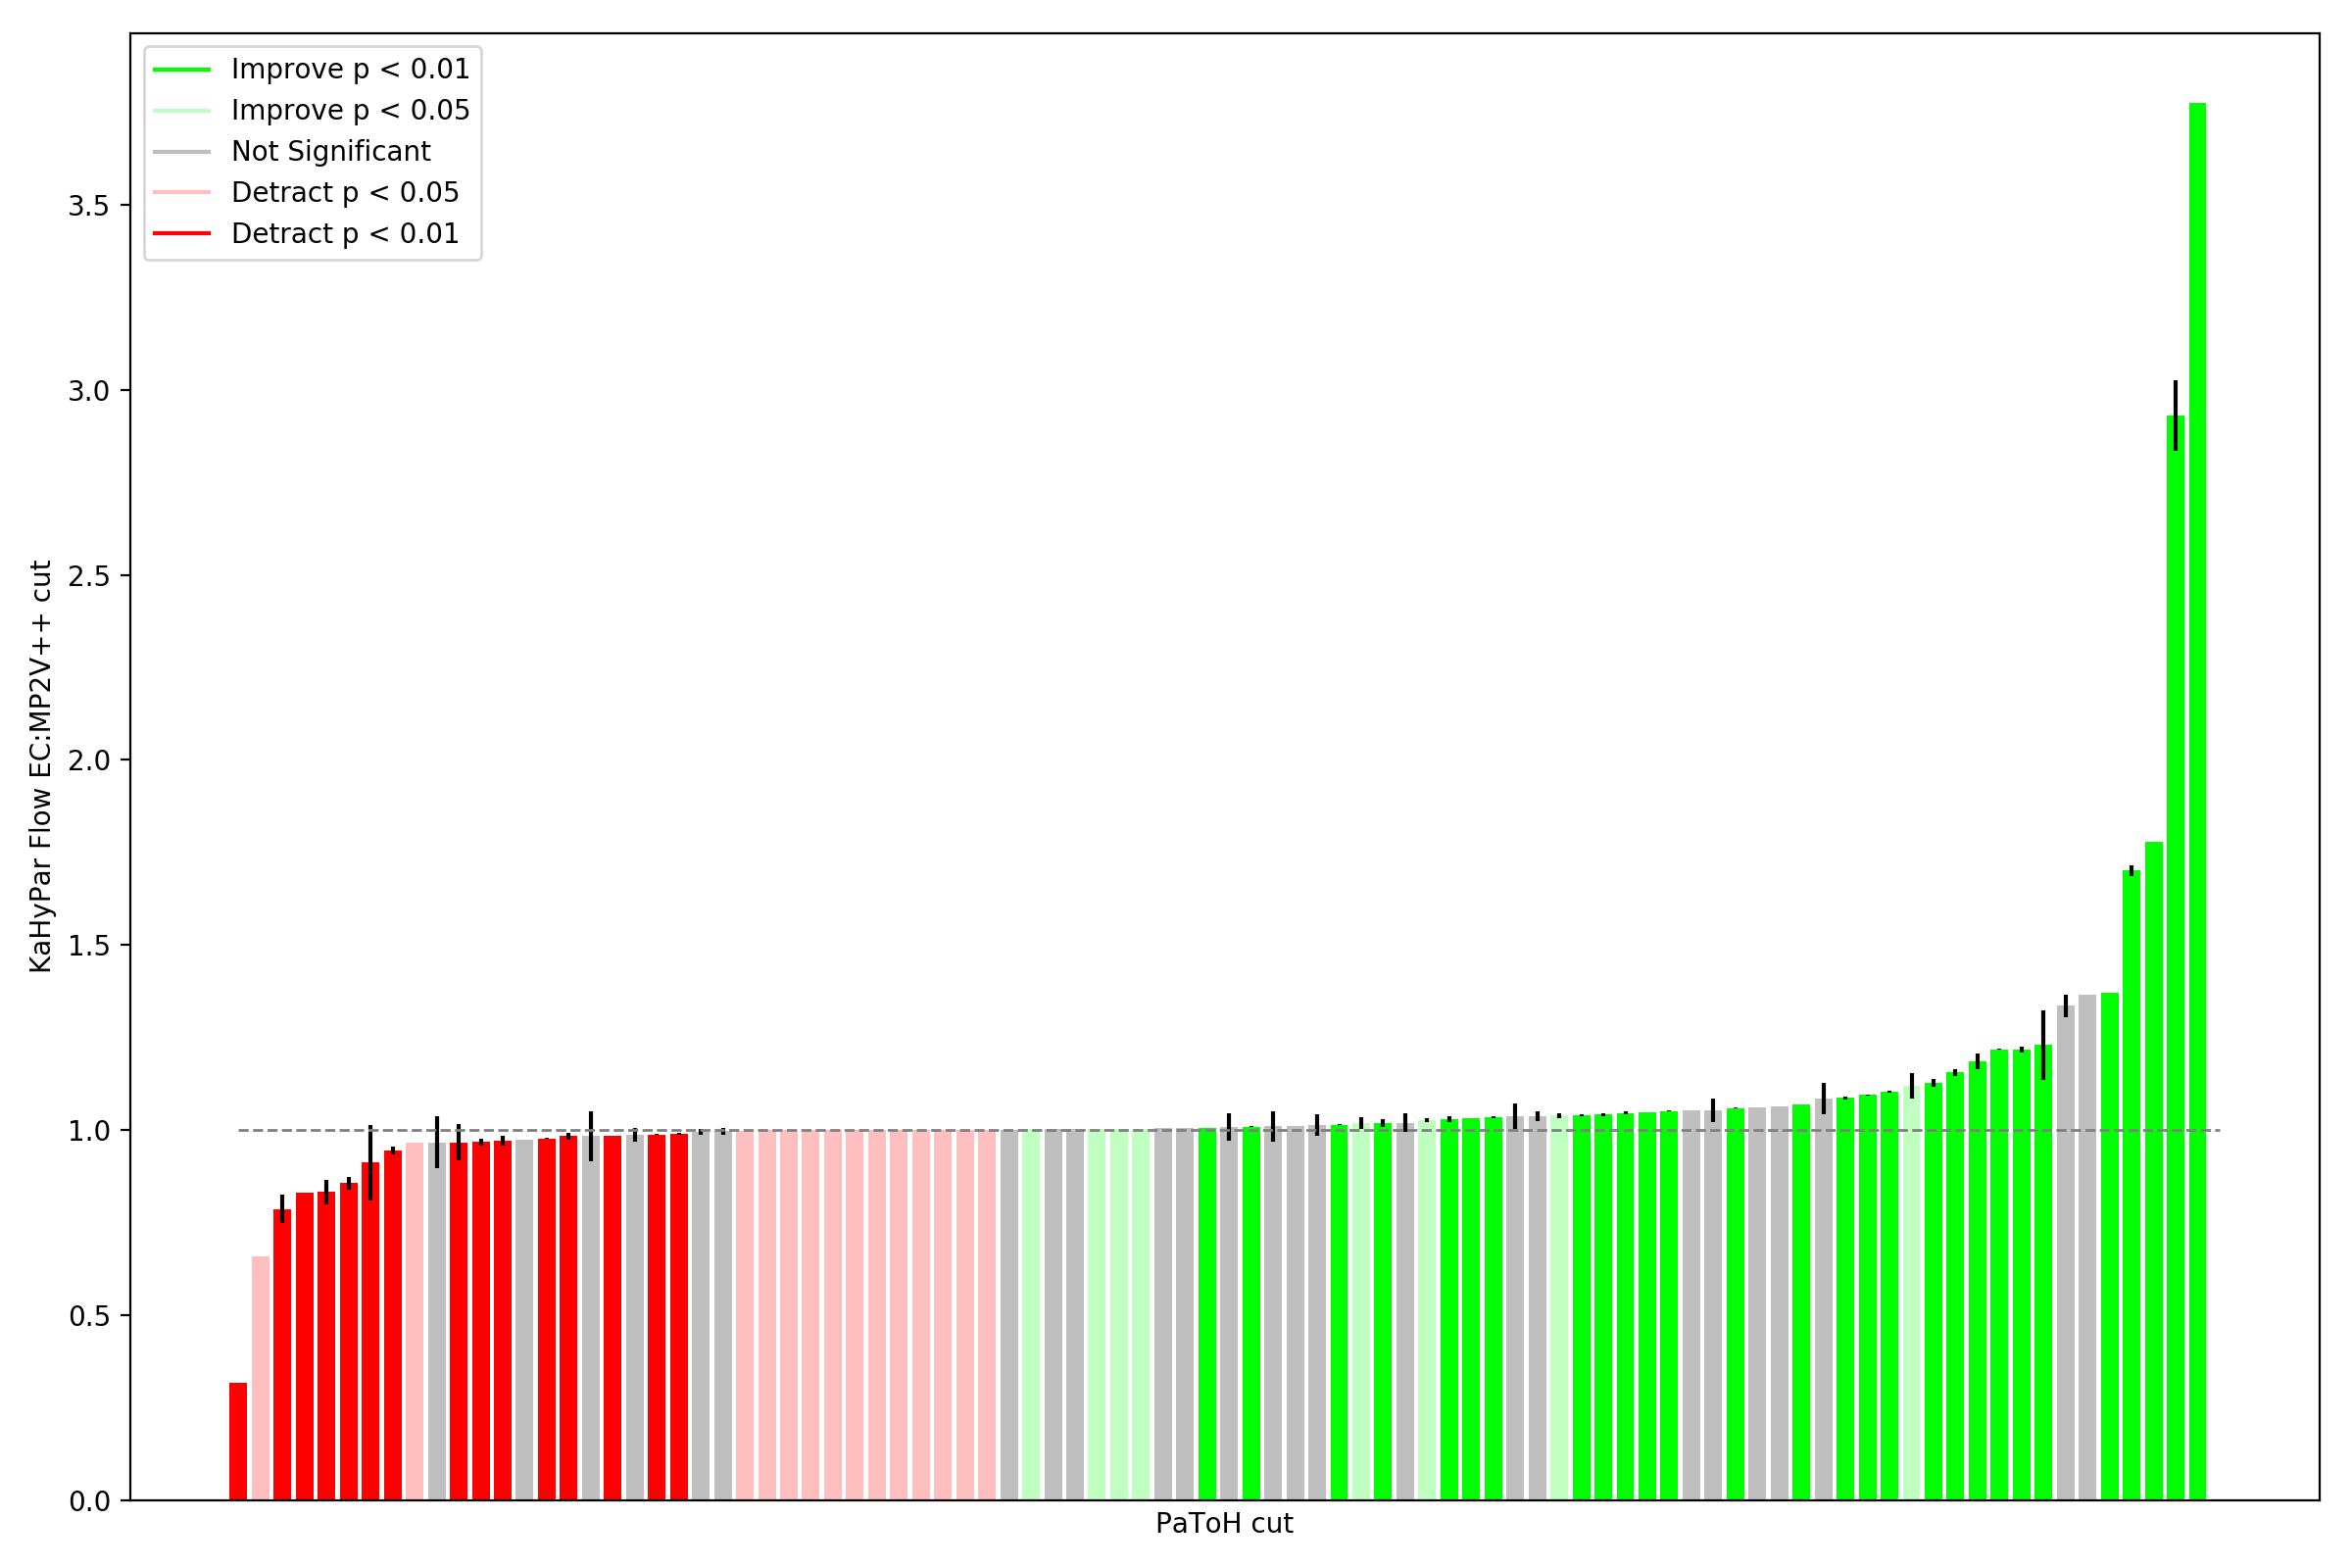 Improve p < 0.01
Improve p < 0.05
Not Significant
Detract p < 0.05
Detract p < 0.01
3.5
3.0
2.5
2.0
1.5
1.0
0.5
0.0
KaHyPar Flow EC:MP2V++ cut
PaToH cut